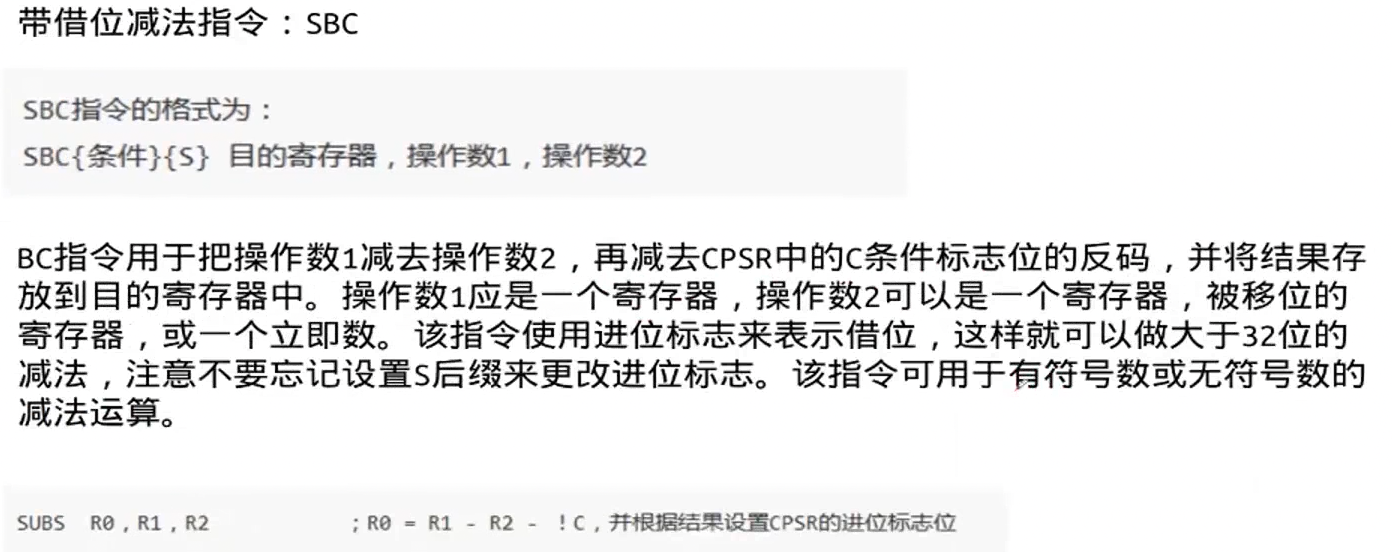 带借位减法指令：SBC
SBC指令的格式为：
SBC{条件}{S} 目的寄存器，操作数1，操作数2
BC指令用于把操作数1减去操作数2，再减去CPSR中的C条件标志位的反码，并将结果存
放到目的寄存器中。操作数1应是一个寄存器，操作数2可以是一个寄存器，被移位的
寄存器，或一个立即数。该指令使用进位标志来表示借位，这样就可以做大于32位的
减法，注意不要忘记设置S后缀来更改进位标志。该指令可用于有符号数或无符号数的
减法运算。
SUBS R0，R1，R2 ；R0 = R1 - R2 - ！C，并根据结果设置CPSR的进位标志位